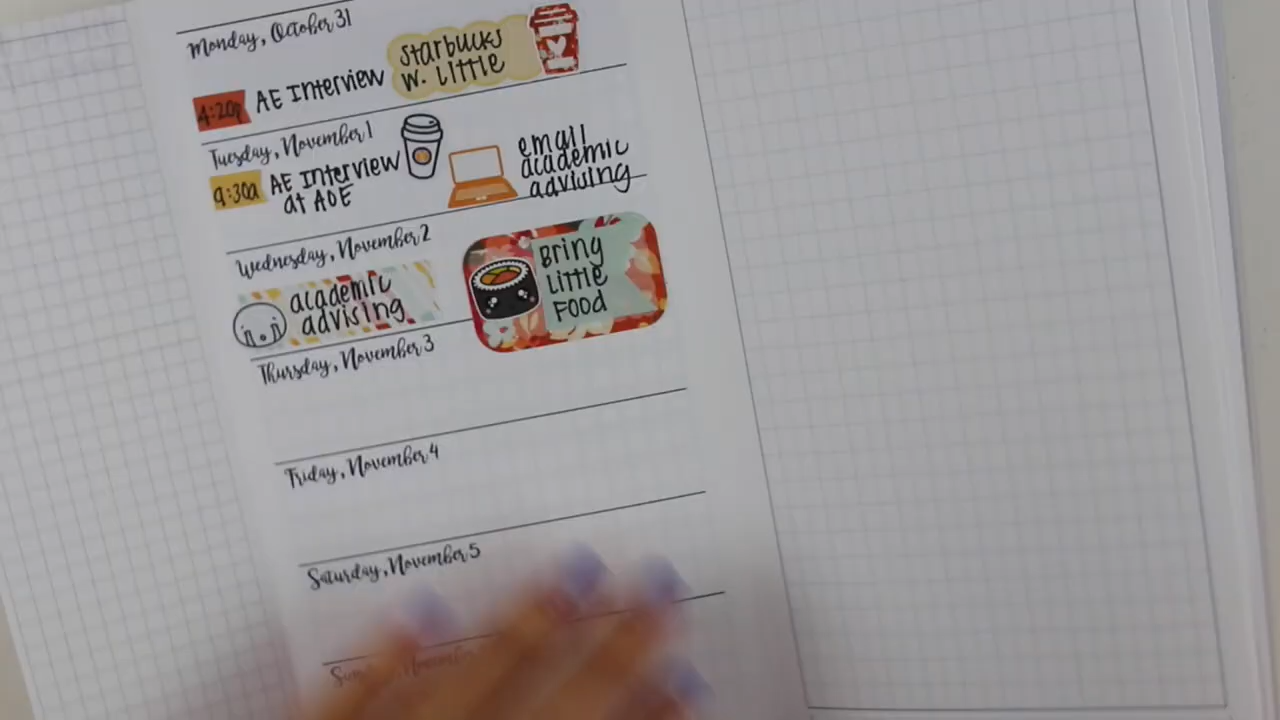 Monday, October 31
Starbucks
w. Little
4:20p AE Interview
Tuesday, November 1
9:30a AE Interview
at AOE
email
academic
advising
Wednesday, November 2
academic
advising
Bring
Little
Food
Thursday, November 3
Friday, November 4
Saturday, November 5